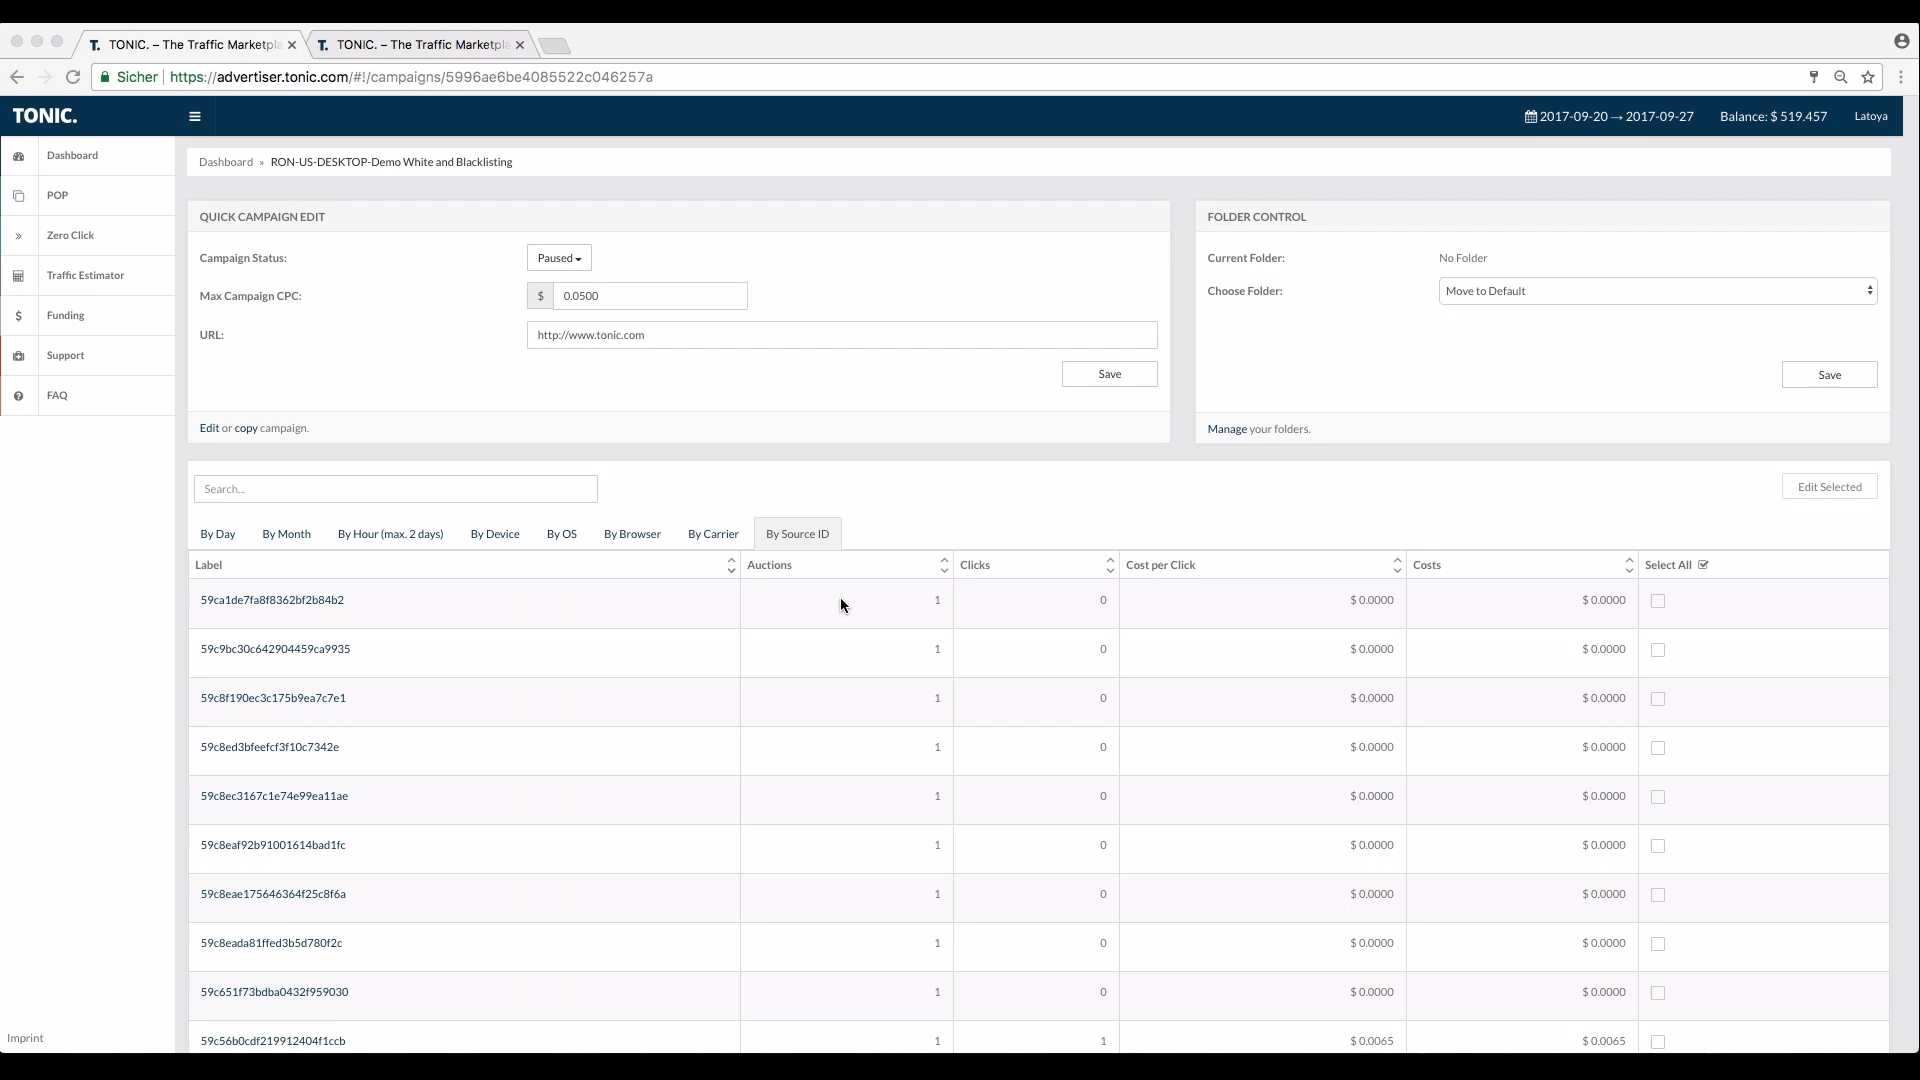 TONIC. – The Traffic Marketpla
TONIC. – The Traffic Marketpla
Sicher https://advertiser.tonic.com/#!/campaigns/5996ae6be4085522c046257a
TONIC.
2017-09-20 → 2017-09-27 Balance: $ 519.457 Latoya
Dashboard
POP
Zero Click
Traffic Estimator
Funding
Support
FAQ
Imprint
Dashboard » RON-US-DESKTOP-Demo White and Blacklisting
QUICK CAMPAIGN EDIT
Campaign Status: Paused
Max Campaign CPC: $ 0.0500
URL: http://www.tonic.com
Save
Edit or copy campaign.
FOLDER CONTROL
Current Folder: No Folder
Choose Folder: Move to Default
Save
Manage your folders.
Search...
Edit Selected
By Day By Month By Hour (max. 2 days) By Device By OS By Browser By Carrier By Source ID
Label Auctions Clicks Cost per Click Costs Select All
59ca1de7fa8f8362bf2b84b2 1 0 $ 0.0000 $ 0.0000
59c9bc30c642904459ca9935 1 0 $ 0.0000 $ 0.0000
59c8f190ec3c175b9ea7c7e1 1 0 $ 0.0000 $ 0.0000
59c8ed3bfeefcf3f10c7342e 1 0 $ 0.0000 $ 0.0000
59c8ec3167c1e74e99ea11ae 1 0 $ 0.0000 $ 0.0000
59c8eaf92b91001614bad1fc 1 0 $ 0.0000 $ 0.0000
59c8eae175646364f25c8f6a 1 0 $ 0.0000 $ 0.0000
59c8eada81ffed3b5d780f2c 1 0 $ 0.0000 $ 0.0000
59c651f73bdba0432f959030 1 0 $ 0.0000 $ 0.0000
59c56b0cdf219912404f1ccb 1 1 $ 0.0065 $ 0.0065